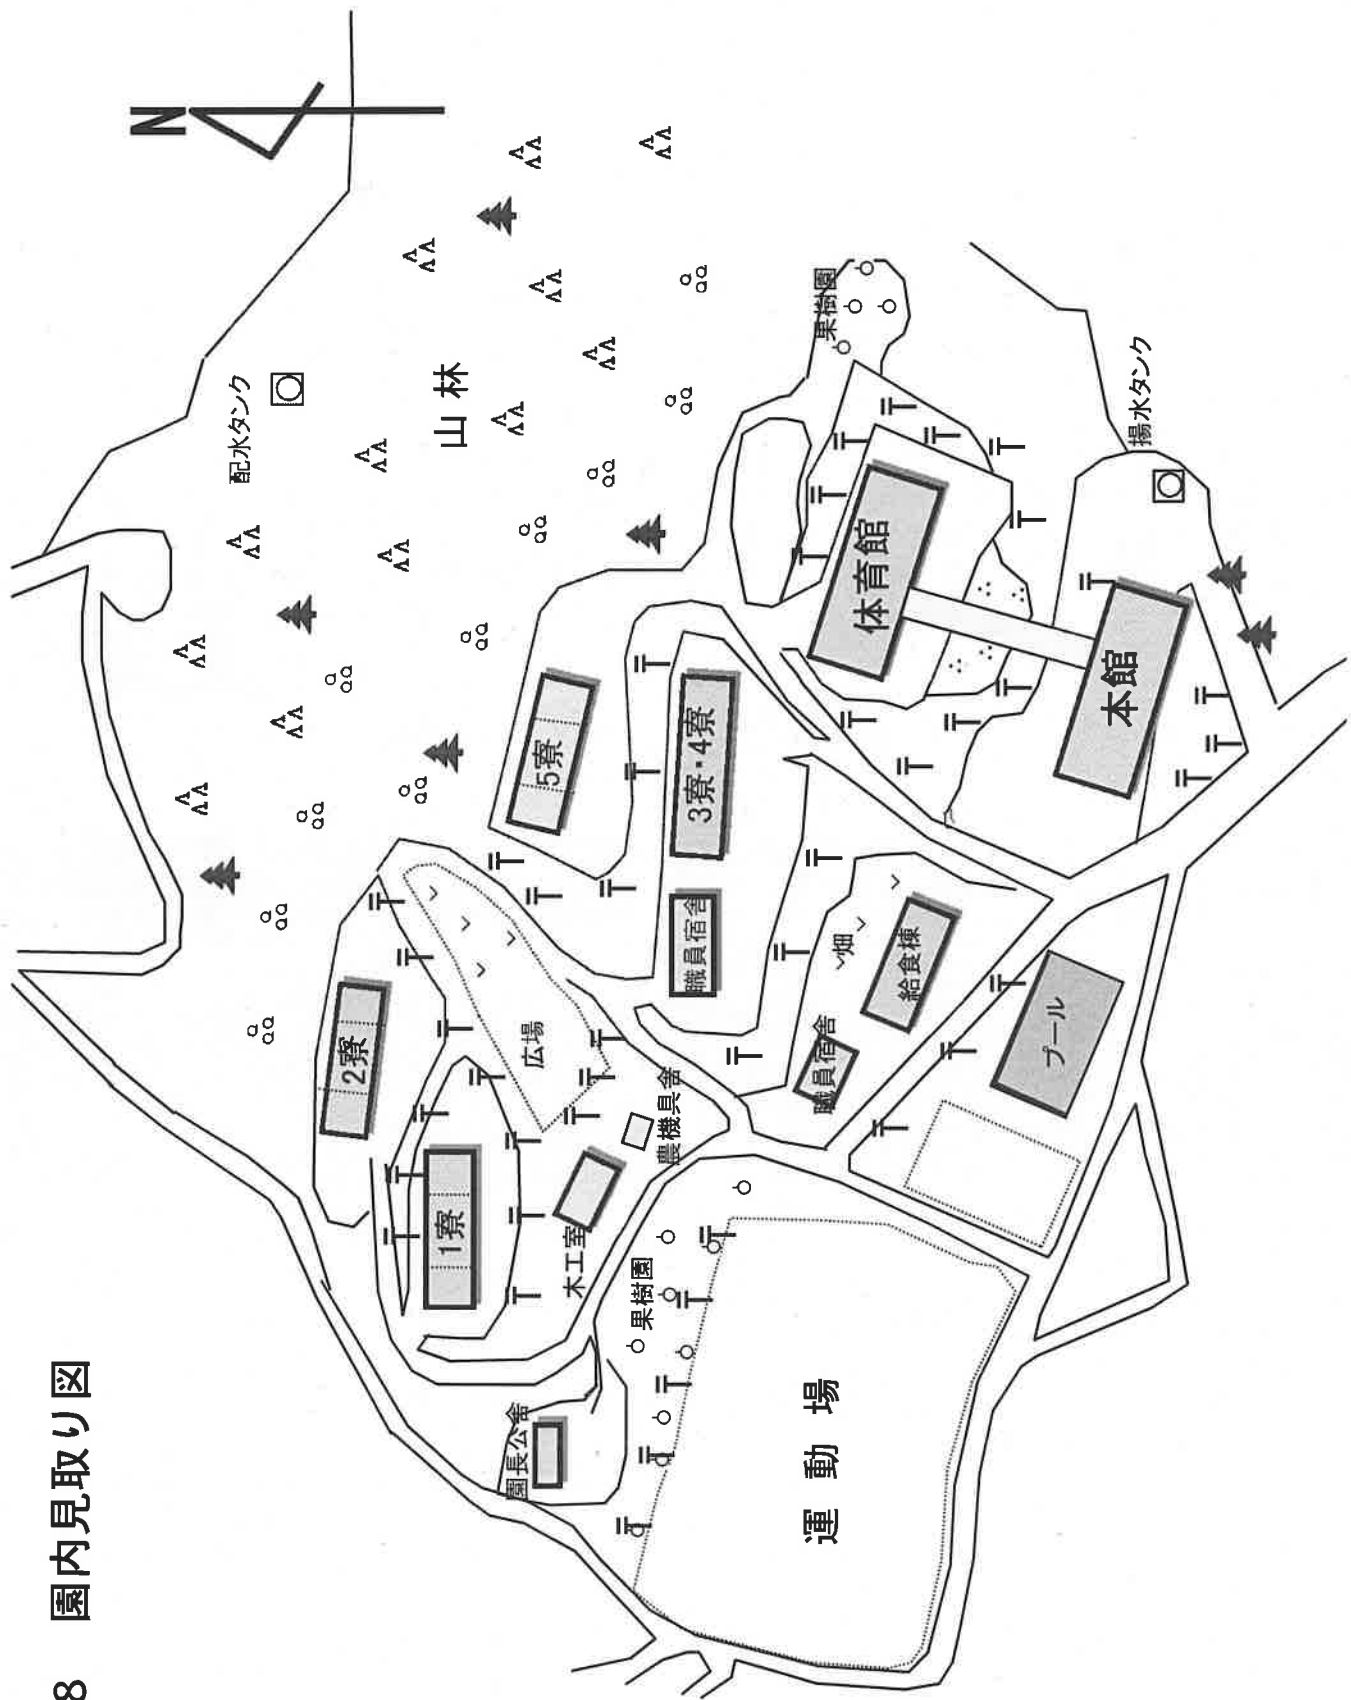 8 園内見取り図
N
配水タンク
山林
果樹園
揚水タンク
体育館
本館
5寮
3寮・4寮
職員宿舎
畑
給食棟
職員宿舎
プール
2寮
広場
農機具舎
1寮
木工室
果樹園
園長公舎
運動場